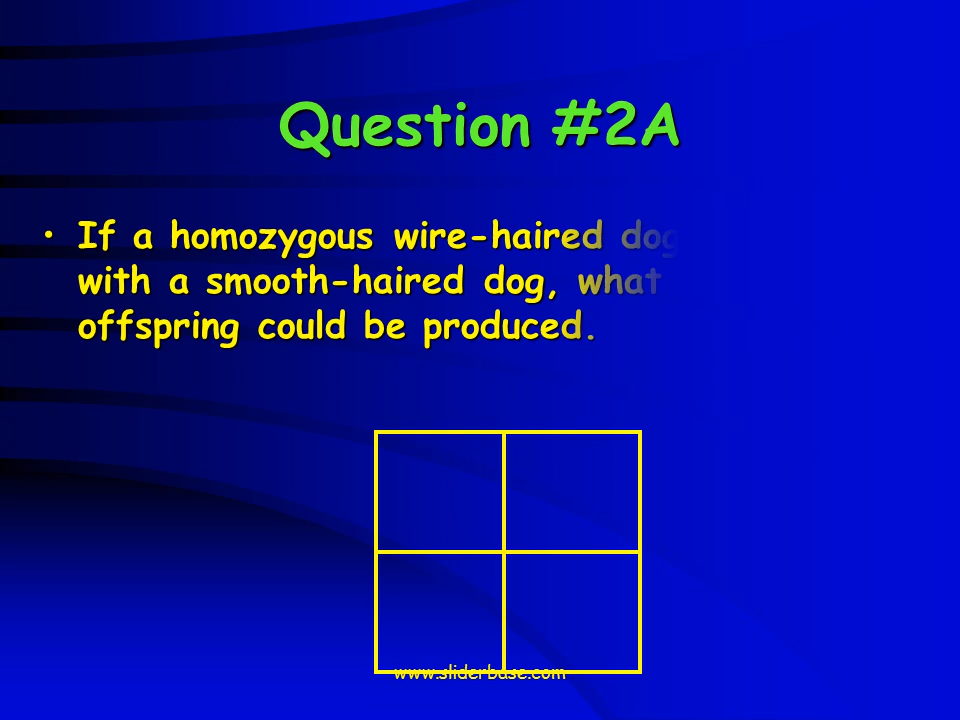 Question #2A
• If a homozygous wire-haired dog
with a smooth-haired dog, what
offspring could be produced.
www.sliderbase.com